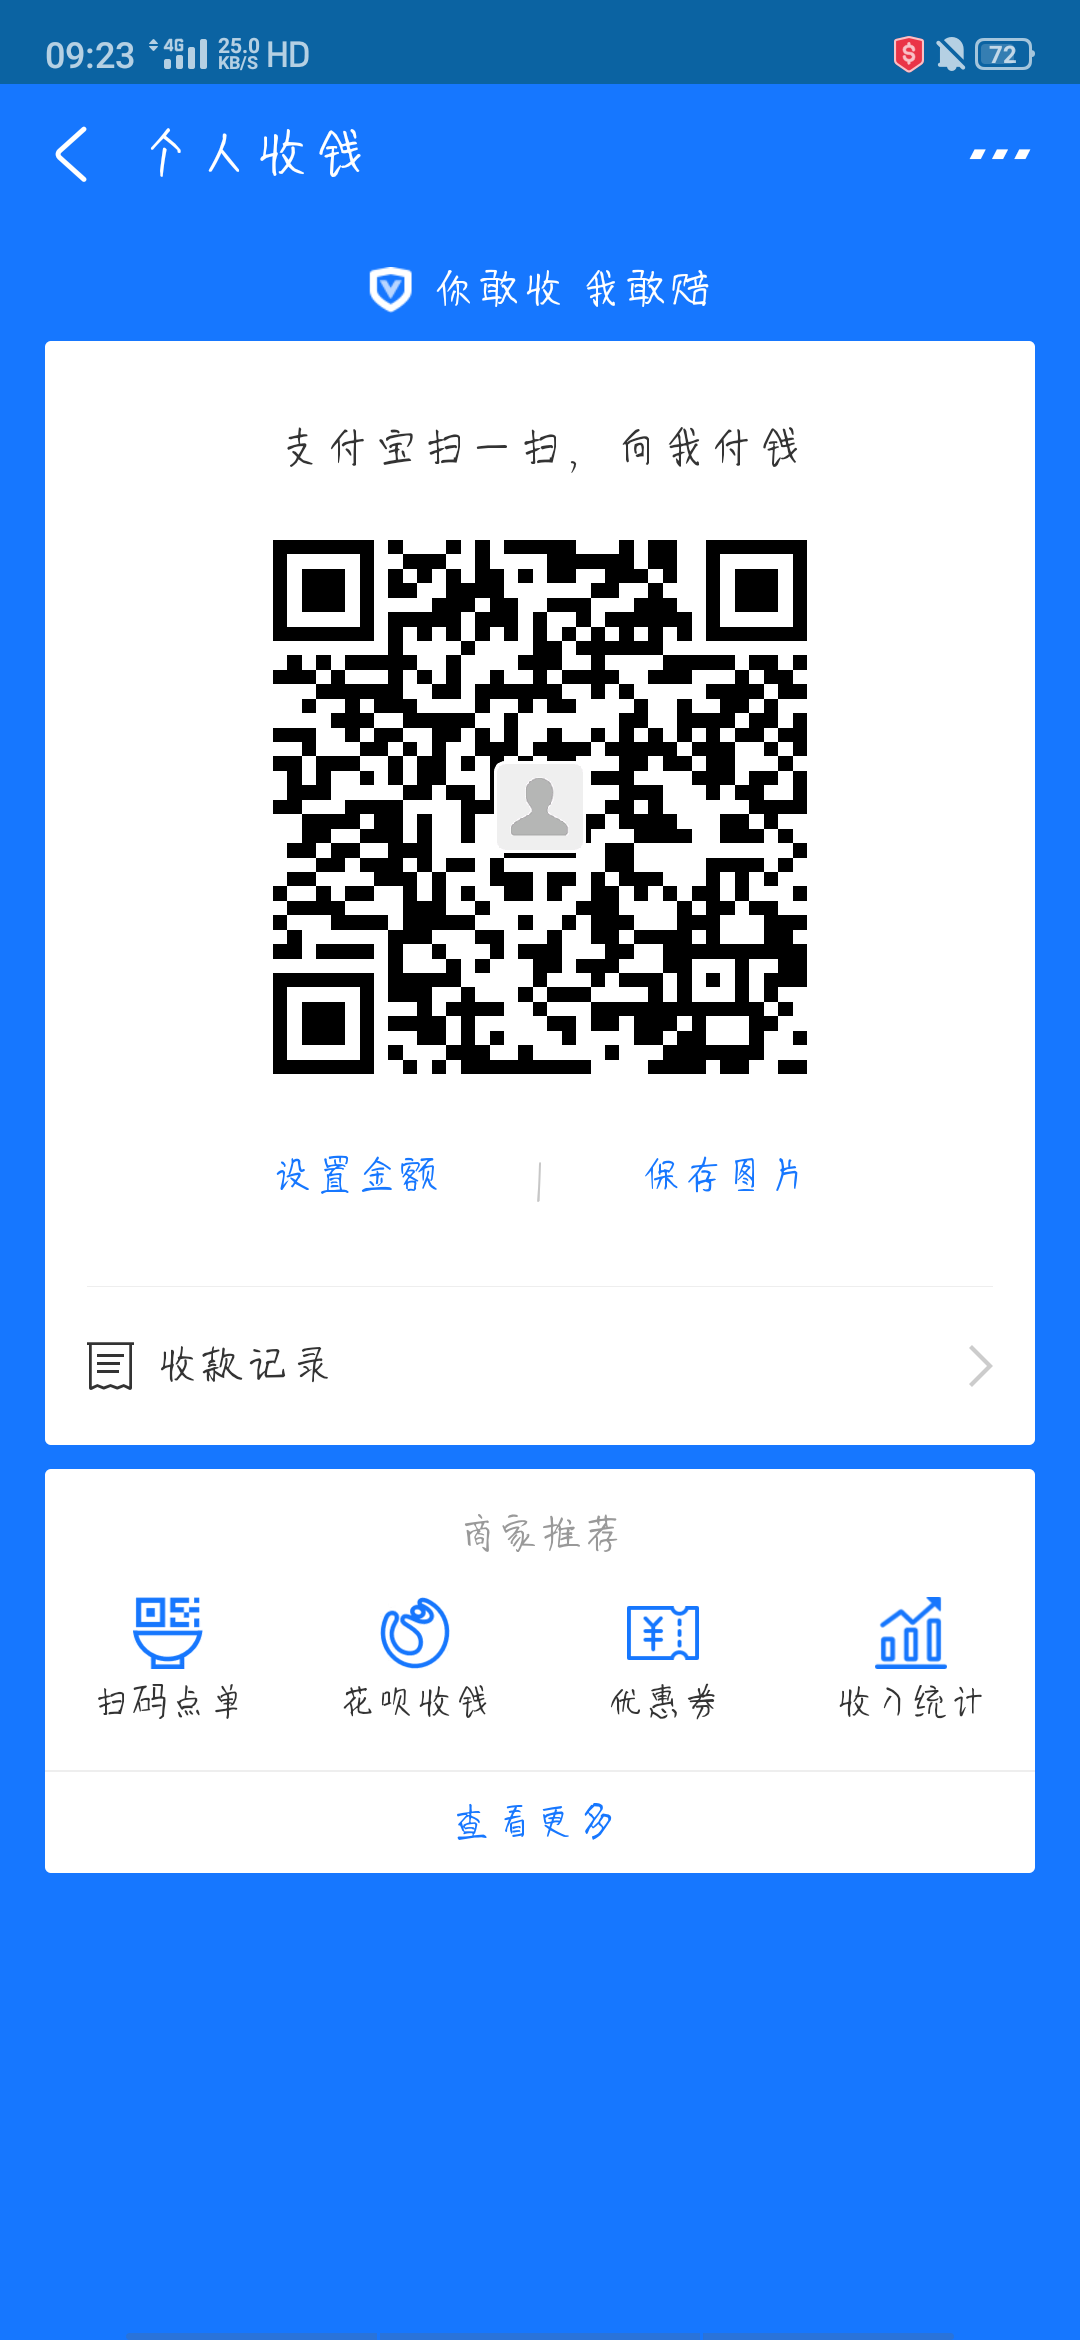 09:23 4G 25.0 KB/S HD 72
个人收钱
你敢收 我敢赔
支付宝扫一扫，向我付钱
设置金额 | 保存图片
收款记录
商家推荐
扫码点单 花呗收钱 优惠券 收入统计
查看更多